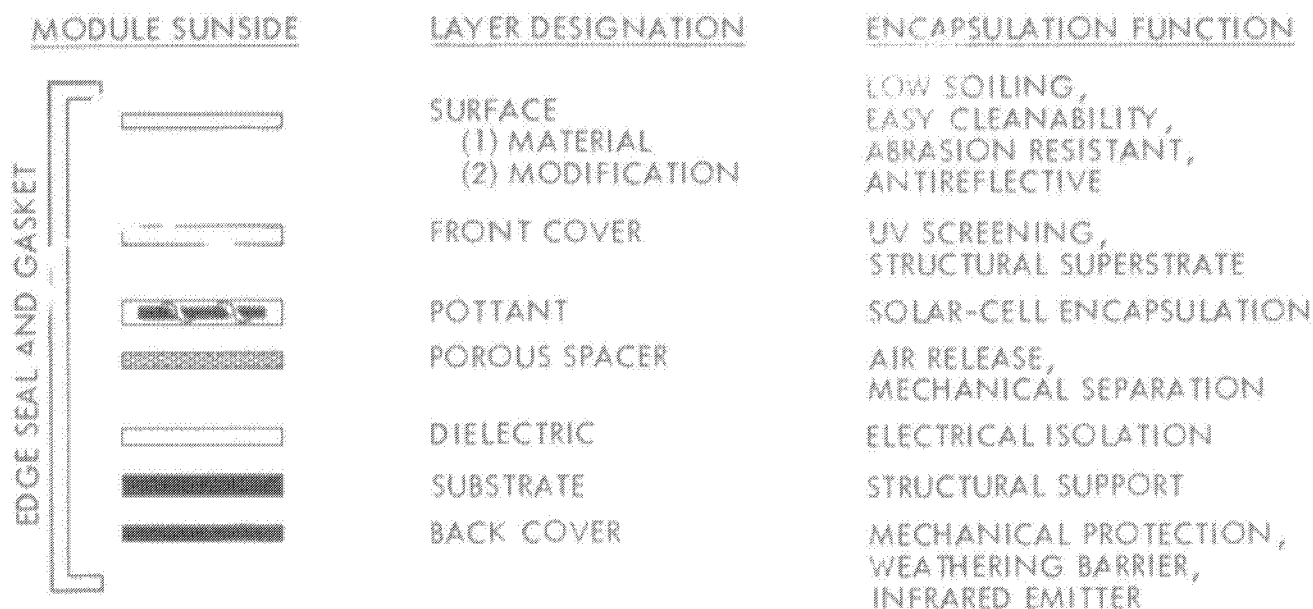 MODULE SUNSIDE LAYER DESIGNATION ENCAPSULATION FUNCTION
EDGE SEAL AND GASKET
SURFACE
(1) MATERIAL
(2) MODIFICATION
LOW SOILING,
EASY CLEANABILITY,
ABRASION RESISTANT,
ANTIREFLECTIVE
FRONT COVER
UV SCREENING,
STRUCTURAL SUPERSTRATE
POTTANT
SOLAR-CELL ENCAPSULATION
POROUS SPACER
AIR RELEASE,
MECHANICAL SEPARATION
DIELECTRIC
ELECTRICAL ISOLATION
SUBSTRATE
STRUCTURAL SUPPORT
BACK COVER
MECHANICAL PROTECTION,
WEATHERING BARRIER,
INFRARED EMITTER